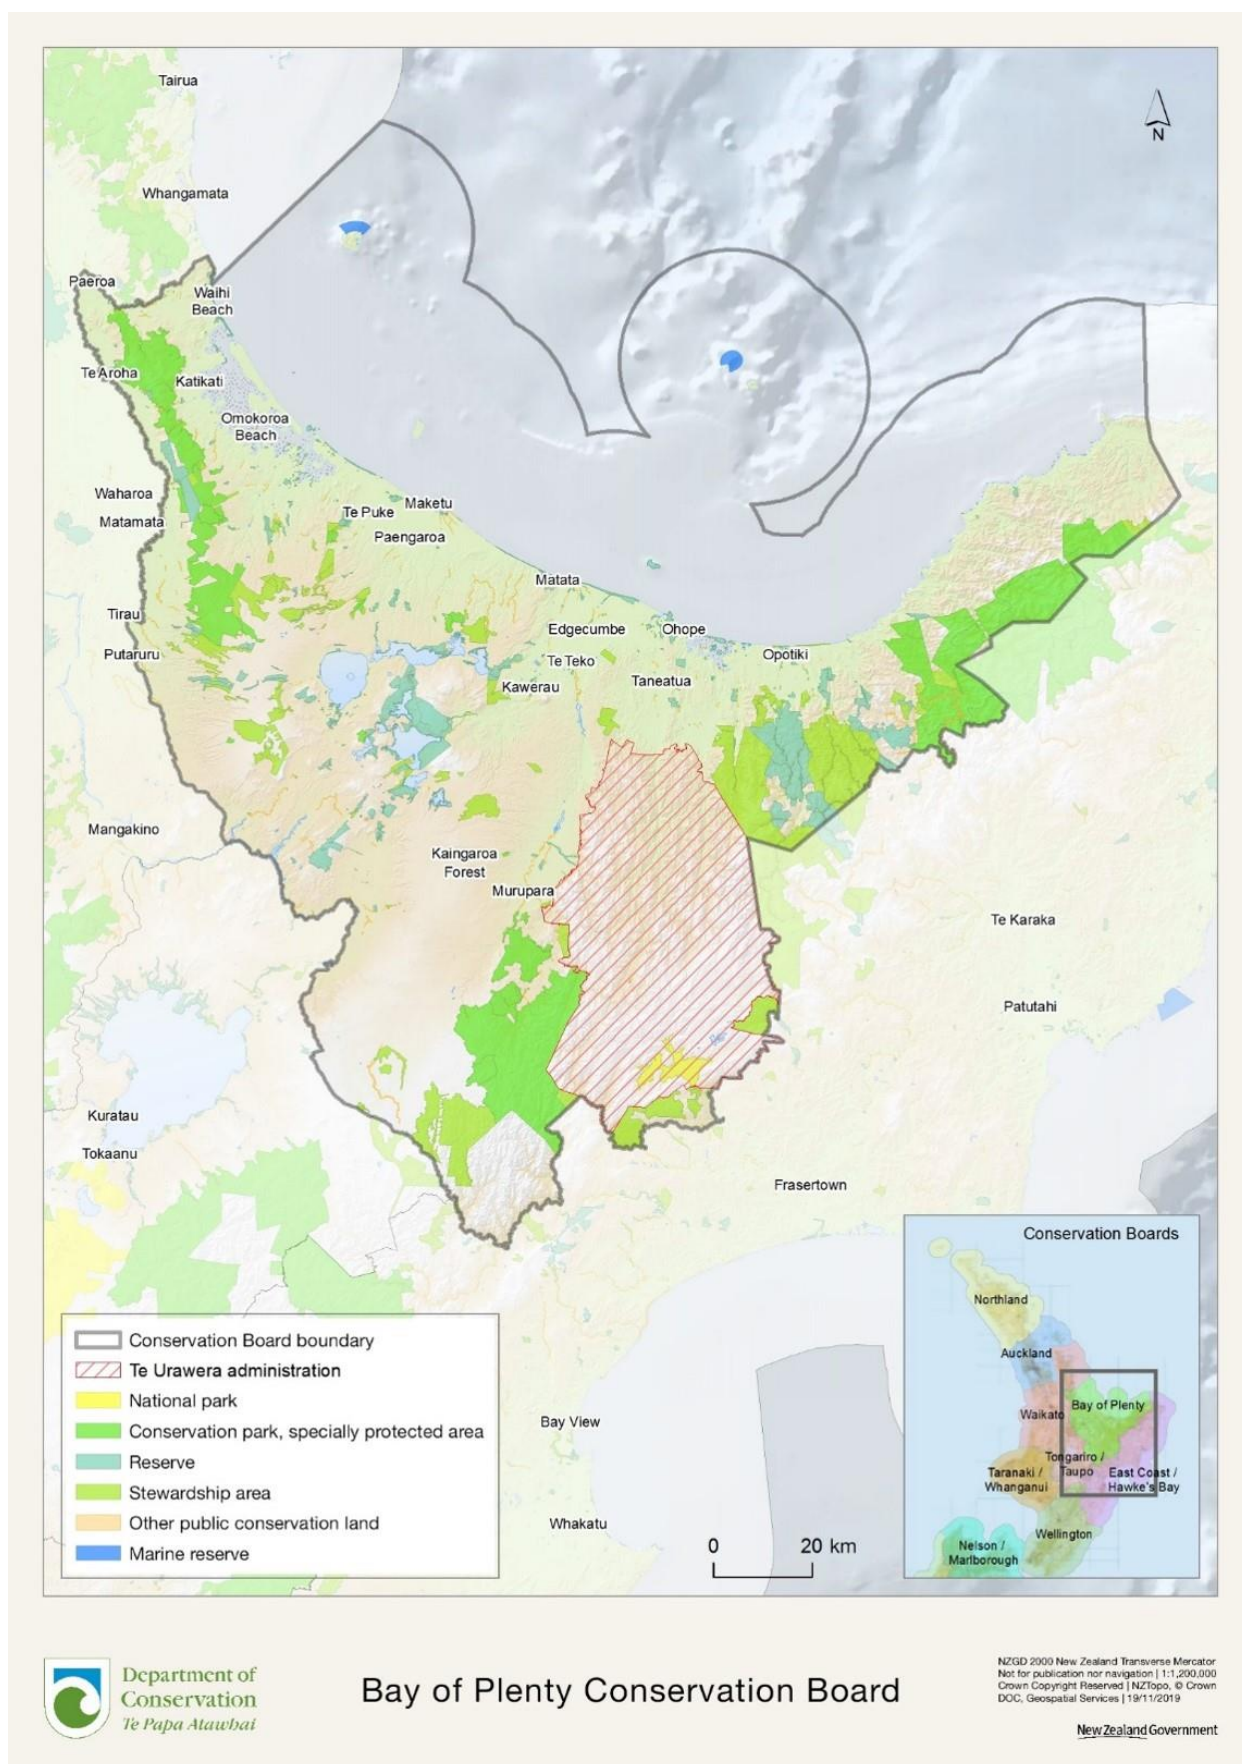 Tairua
N
Whangamata
Paeroa
Waihi
Beach
Te Aroha
Katikati
Omokoroa
Beach
Waharoa
Matamata
Te Puke
Maketu
Paengaroa
Matata
Tirau
Edgecumbe
Ohope
Putaruru
Te Teko
Opotiki
Kawerau
Taneatua
Mangakino
Kaingaroa
Forest
Murupara
Te Karaka
Patutahi
Kuratau
Tokaanu
Frasertown
Bay View
Whakatu
0 20 km
Conservation Board boundary
Te Urawera administration
National park
Conservation park, specially protected area
Reserve
Stewardship area
Other public conservation land
Marine reserve
Conservation Boards
Northland
Auckland
Bay of Plenty
Waikato
Tongariro /
Taupo
Taranaki /
Whanganui
East Coast /
Hawke's Bay
Wellington
Nelson /
Marlborough
Department of
Conservation
Te Papa Atawhai
Bay of Plenty Conservation Board
NZGD 2000 New Zealand Transverse Mercator
Not for publication nor navigation | 1:1,200,000
Crown Copyright Reserved | NZTopo, © Crown
DOC, Geospatial Services | 19/11/2019
New Zealand Government